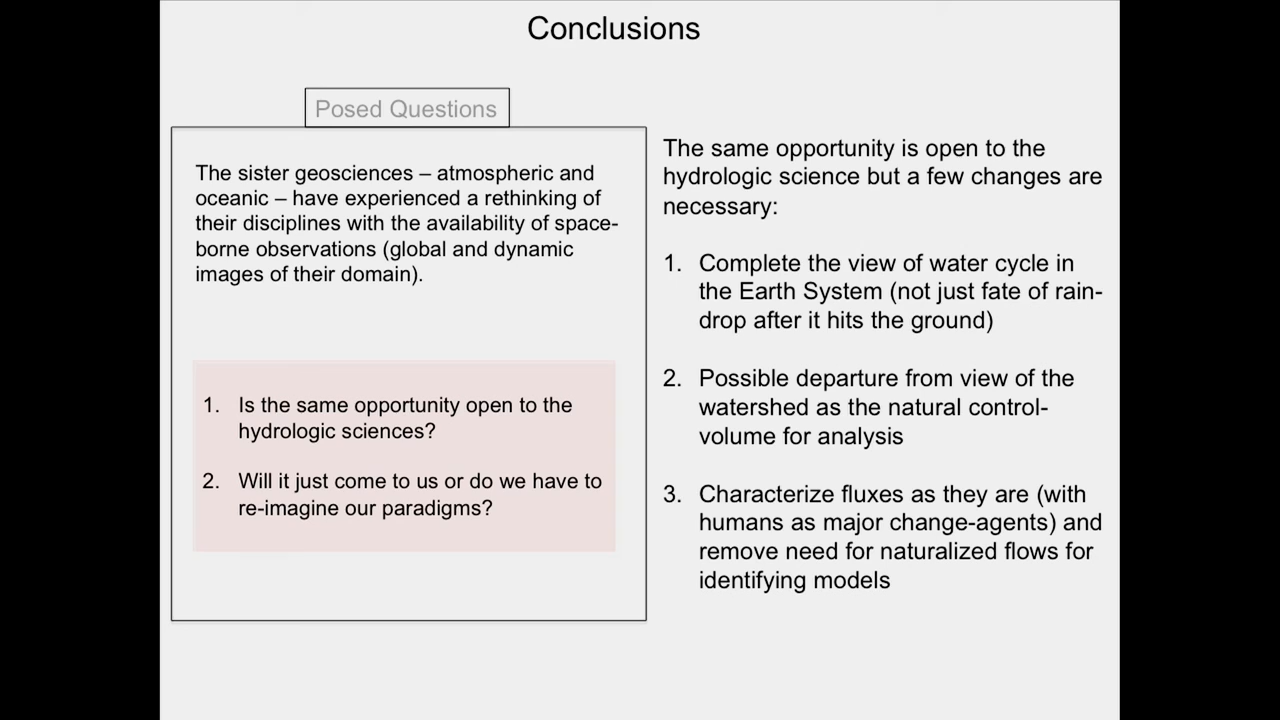 Conclusions
Posed Questions
The sister geosciences – atmospheric and
oceanic – have experienced a rethinking of
their disciplines with the availability of space-
borne observations (global and dynamic
images of their domain).
1. Is the same opportunity open to the
hydrologic sciences?
2. Will it just come to us or do we have to
re-imagine our paradigms?
The same opportunity is open to the
hydrologic science but a few changes are
necessary:
1. Complete the view of water cycle in
the Earth System (not just fate of rain-
drop after it hits the ground)
2. Possible departure from view of the
watershed as the natural control-
volume for analysis
3. Characterize fluxes as they are (with
humans as major change-agents) and
remove need for naturalized flows for
identifying models